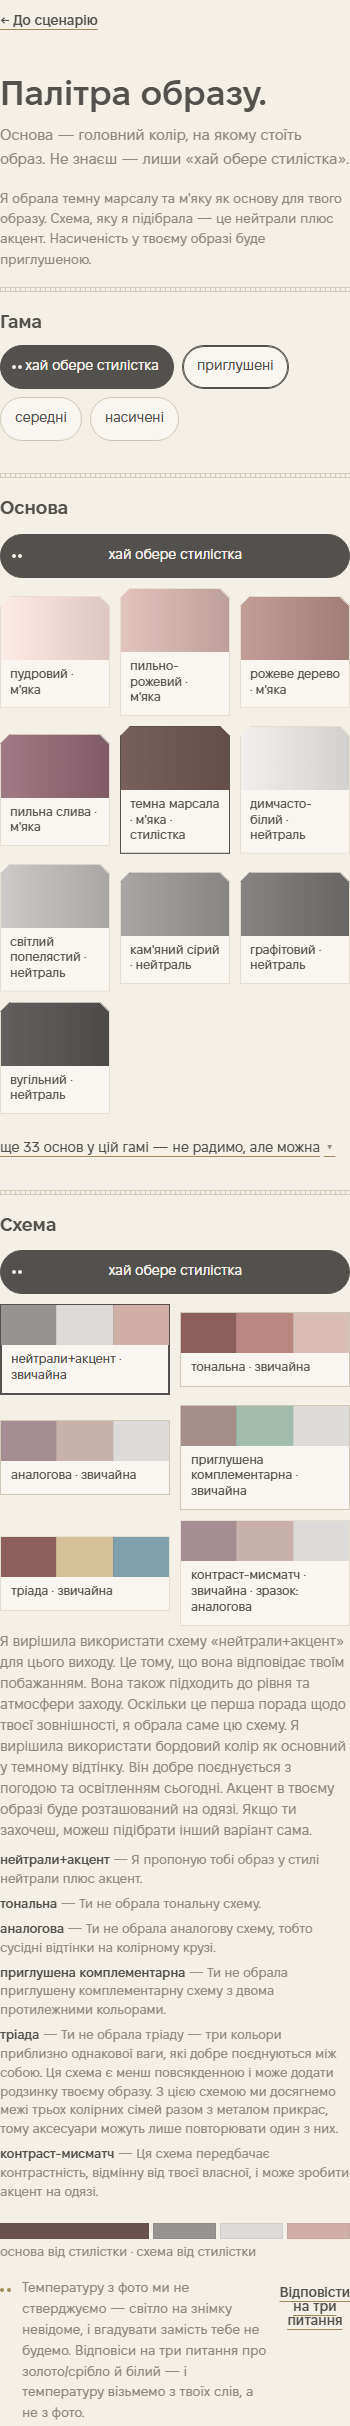 ← До сценарію
Палітра образу.
Основа — головний колір, на якому стоїть
образ. Не знаєш — лиши «хай обере стилістка».
Я обрала темну марсалу та м'яку як основу для твого
образу. Схема, яку я підібрала — це нейтрали плюс
акцент. Насиченість у твоєму образі буде
приглушеною.
Гама
хай обере стилістка
приглушені
середні
насичені
Основа
хай обере стилістка
пудровий ·
м'яка
пильно-
рожевий ·
м'яка
рожеве дерево
· м'яка
пильна слива ·
м'яка
темна марсала
· м'яка ·
стилістка
димчасто-
білий ·
нейтраль
світлий
попелястий ·
нейтраль
кам'яний сірий
· нейтраль
графітовий ·
нейтраль
вугільний ·
нейтраль
ще 33 основ у цій гамі — не радимо, але можна ▾
Схема
хай обере стилістка
нейтрали+акцент ·
звичайна
тональна · звичайна
аналогова · звичайна
приглушена
комплементарна ·
звичайна
тріада · звичайна
контраст-мисматч ·
звичайна · зразок:
аналогова
Я вирішила використати схему «нейтрали+акцент»
для цього виходу. Це тому, що вона відповідає твоїм
побажанням. Вона також підходить до рівня та
атмосфери заходу. Оскільки це перша порада щодо
твоєї зовнішності, я обрала саме цю схему. Я
вирішила використати бордовий колір як основний
у темному відтінку. Він добре поєднується з
погодою та освітленням сьогодні. Акцент в твоєму
образі буде розташований на одязі. Якщо ти
захочеш, можеш підібрати інший варіант сама.
нейтрали+акцент — Я пропоную тобі образ у стилі
нейтрали плюс акцент.
тональна — Ти не обрала тональну схему.
аналогова — Ти не обрала аналогову схему, тобто
сусідні відтінки на колірному крузі.
приглушена комплементарна — Ти не обрала
приглушену комплементарну схему з двома
протилежними кольорами.
тріада — Ти не обрала тріаду — три кольори
приблизно однакової ваги, які добре поєднуються між
собою. Ця схема є менш повсякденною і може додати
родзинку твоєму образу. З цією схемою ми досягнемо
межі трьох колірних сімей разом з металом прикрас,
тому аксесуари можуть лише повторювати один з них.
контраст-мисматч — Ця схема передбачає
контрастність, відмінну від твоєї власної, і може зробити
акцент на одязі.
основа від стилістки · схема від стилістки
Температуру з фото ми не
стверджуємо — світло на знімку
невідоме, і вгадувати замість тебе не
будемо. Відповіси на три питання про
золото/срібло й білий — і
температуру візьмемо з твоїх слів, а
не з фото.
Відповісти
на три
питання